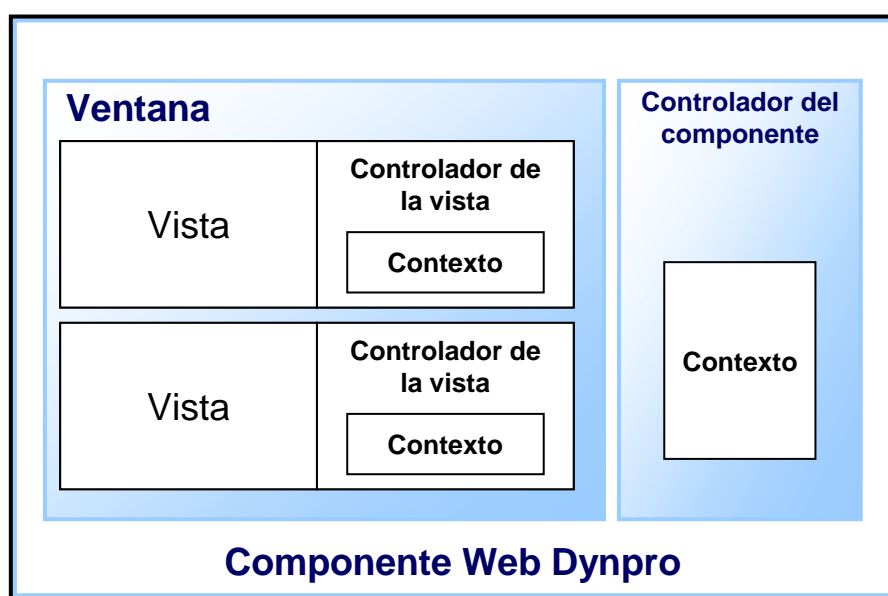 Ventana
Vista
Controlador de
la vista
Contexto
Vista
Controlador de
la vista
Contexto
Controlador del
componente
Contexto
Componente Web Dynpro